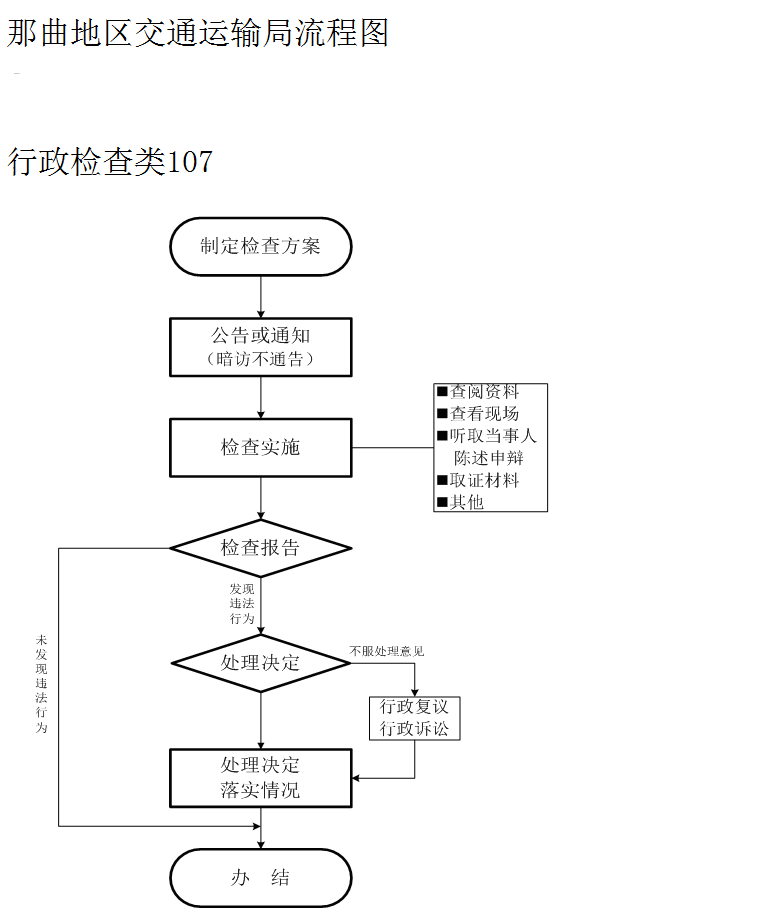 那曲地区交通运输局流程图
行政检查类107
制定检查方案
公告或通知
（暗访不通告）
检查实施
■查阅资料
■查看现场
■听取当事人
陈述申辩
■取证材料
■其他
检查报告
发现
违法
行为
未
发
现
违
法
行
为
处理决定
不服处理意见
行政复议
行政诉讼
处理决定
落实情况
办 结